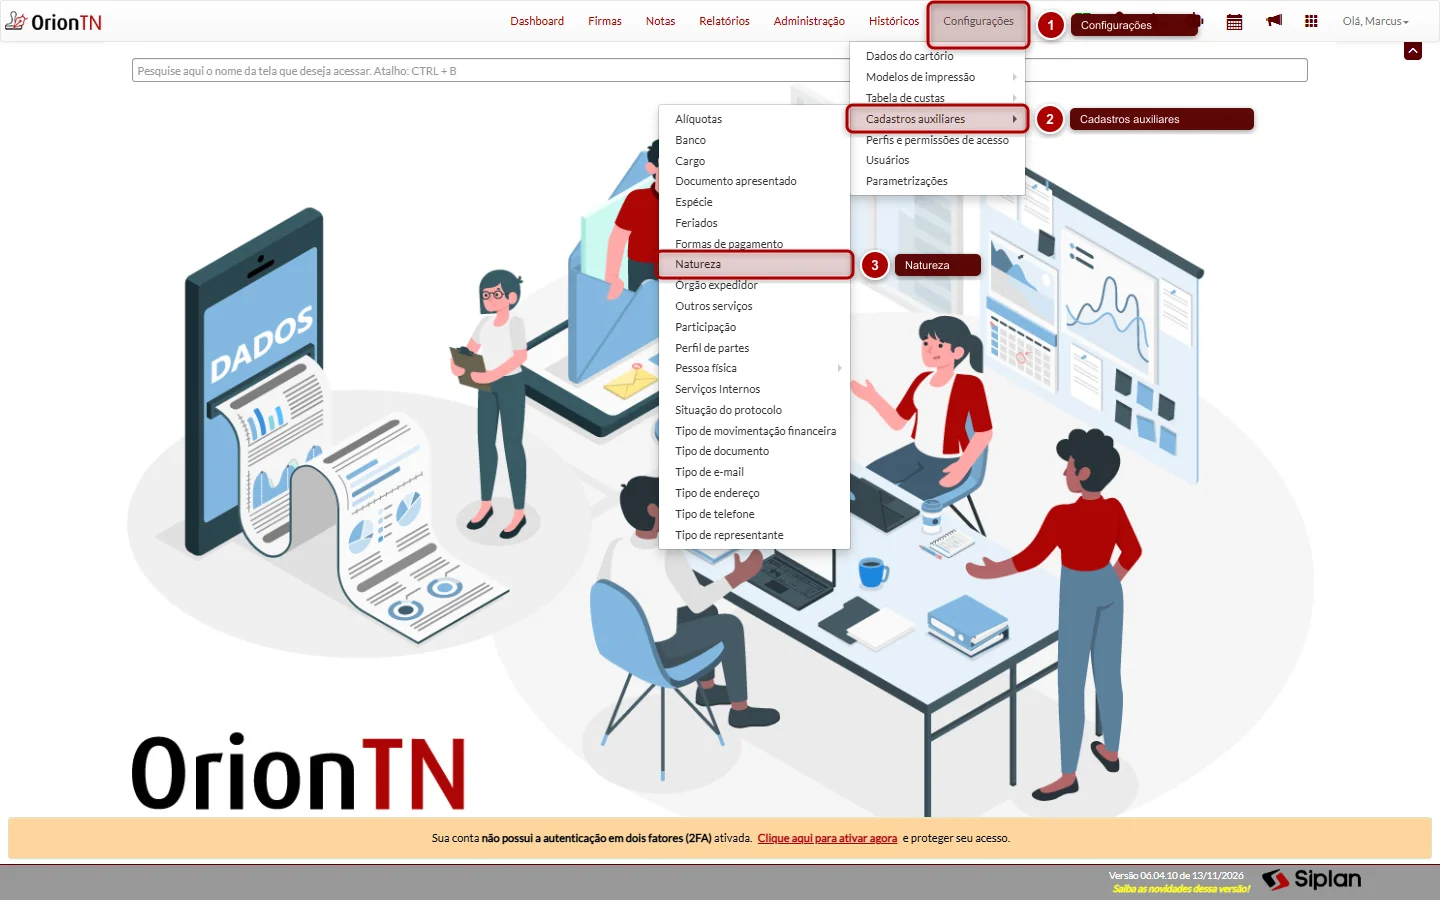 OrionTN
Dashboard
Firmas
Notas
Relatórios
Administração
Históricos
Configurações
1
Configurações
Olá, Marcus
Pesquise aqui o nome da tela que deseja acessar. Atalho: CTRL + B
Dados do cartório
Modelos de impressão
Tabela de custas
Cadastros auxiliares
Perfis e permissões de acesso
Usuários
Parametrizações
2
Cadastros auxiliares
Alíquotas
Banco
Cargo
Documento apresentado
Espécie
Feriados
Formas de pagamento
Natureza
Órgão expedidor
Outros serviços
Participação
Perfil de partes
Pessoa física
Serviços Internos
Situação do protocolo
Tipo de movimentação financeira
Tipo de documento
Tipo de e-mail
Tipo de endereço
Tipo de telefone
Tipo de representante
3
Natureza
DADOS
OrionTN
Sua conta não possui a autenticação em dois fatores (2FA) ativada. Clique aqui para ativar agora e proteger seu acesso.
Versão 06.04.10 de 13/11/2026
Saiba as novidades dessa versão!
Siplan